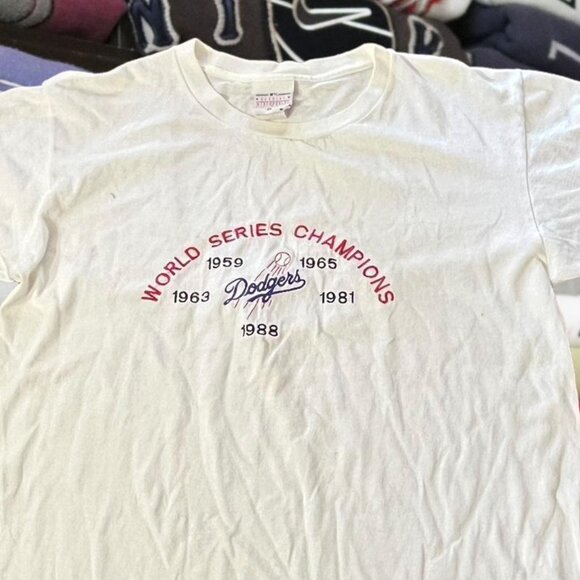 WORLD SERIES CHAMPIONS
1959 1965
1963 Dodgers 1981
1988